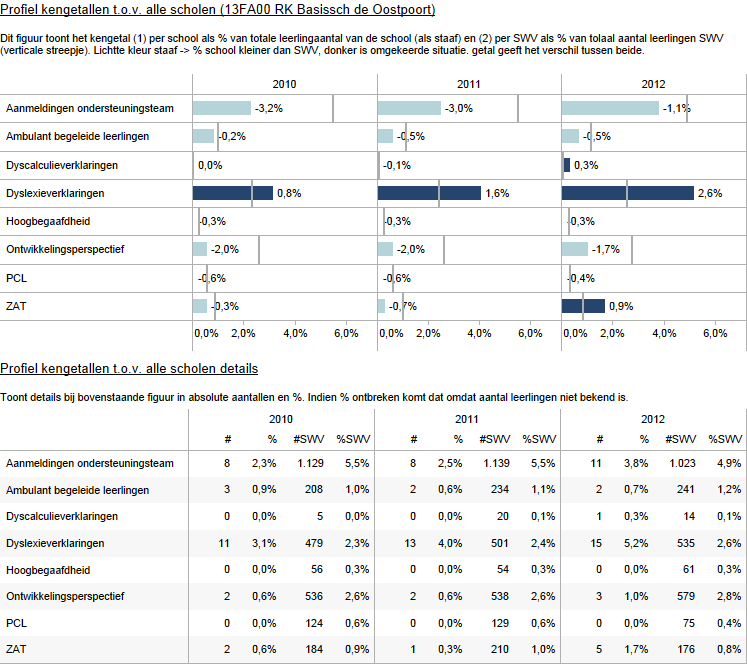 Profiel kengetallen t.o.v. alle scholen (13FA00 RK Basissch de Oostpoort)
Dit figuur toont het kengetal (1) per school als % van totale leerlingaantal van de school (als staaf) en (2) per SWV als % van tolaal aantal leerlingen SWV
(verticale streepje). Lichtte kleur staaf -> % school kleiner dan SWV, donker is omgekeerde situatie. getal geeft het verschil tussen beide.
2010 2011 2012
Aanmeldingen ondersteuningsteam -3,2% -3,0% -1,1%
Ambulant begeleide leerlingen -0,2% -0,5% -0,5%
Dyscalculieverklaringen 0,0% -0,1% 0,3%
Dyslexieverklaringen 0,8% 1,6% 2,6%
Hoogbegaafdheid -0,3% -0,3% -0,3%
Ontwikkelingsperspectief -2,0% -2,0% -1,7%
PCL -0,6% -0,6% -0,4%
ZAT -0,3% -0,7% 0,9%
0,0% 2,0% 4,0% 6,0% 0,0% 2,0% 4,0% 6,0% 0,0% 2,0% 4,0% 6,0%
Profiel kengetallen t.o.v. alle scholen details
Toont details bij bovenstaande figuur in absolute aantallen en %. Indien % ontbreken komt dat omdat aantal leerlingen niet bekend is.
2010 2011 2012
# % #SWV %SWV # % #SWV %SWV # % #SWV %SWV
Aanmeldingen ondersteuningsteam 8 2,3% 1.129 5,5% 8 2,5% 1.139 5,5% 11 3,8% 1.023 4,9%
Ambulant begeleide leerlingen 3 0,9% 208 1,0% 2 0,6% 234 1,1% 2 0,7% 241 1,2%
Dyscalculieverklaringen 0 0,0% 5 0,0% 0 0,0% 20 0,1% 1 0,3% 14 0,1%
Dyslexieverklaringen 11 3,1% 479 2,3% 13 4,0% 501 2,4% 15 5,2% 535 2,6%
Hoogbegaafdheid 0 0,0% 56 0,3% 0 0,0% 54 0,3% 0 0,0% 61 0,3%
Ontwikkelingsperspectief 2 0,6% 536 2,6% 2 0,6% 538 2,6% 3 1,0% 579 2,8%
PCL 0 0,0% 124 0,6% 0 0,0% 129 0,6% 0 0,0% 75 0,4%
ZAT 2 0,6% 184 0,9% 1 0,3% 210 1,0% 5 1,7% 176 0,8%